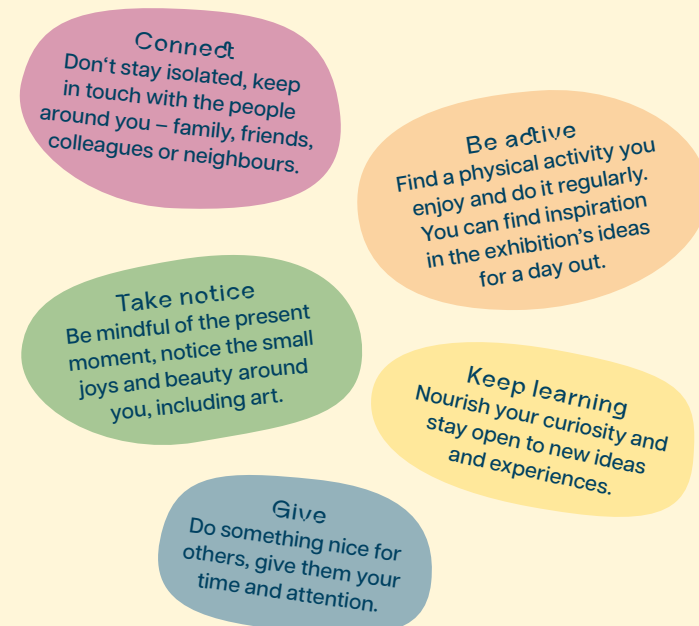 Connect
Don‘t stay isolated, keep
in touch with the people
around you – family, friends,
colleagues or neighbours.
Be active
Find a physical activity you
enjoy and do it regularly.
You can find inspiration
in the exhibition’s ideas
for a day out.
Take notice
Be mindful of the present
moment, notice the small
joys and beauty around
you, including art.
Keep learning
Nourish your curiosity and
stay open to new ideas
and experiences.
Give
Do something nice for
others, give them your
time and attention.